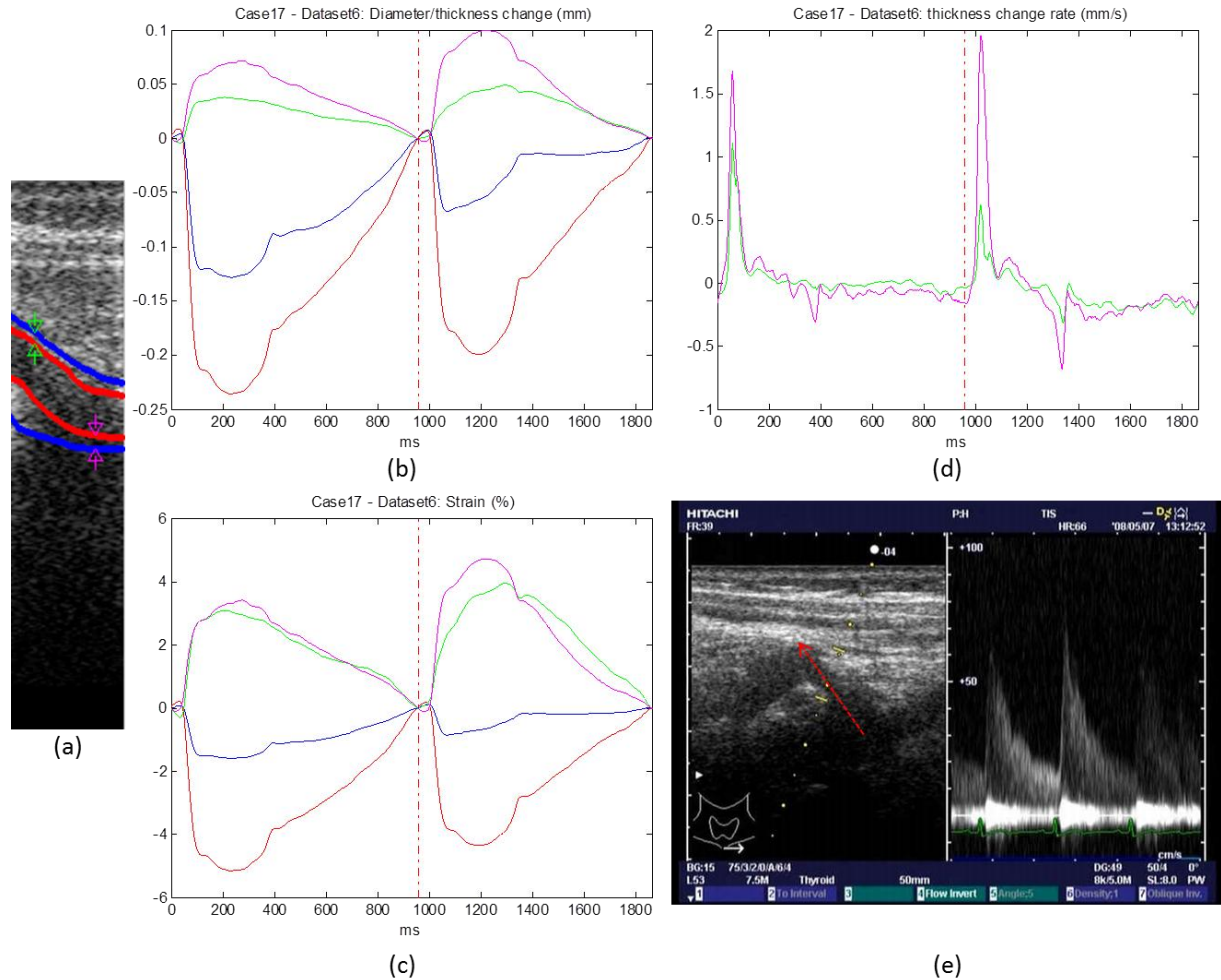 Case17 - Dataset6: Diameter/thickness change (mm)
0.1
0.05
0
-0.05
-0.1
-0.15
-0.2
-0.25
0 200 400 600 800 1000 1200 1400 1600 1800
ms
(b)
Case17 - Dataset6: thickness change rate (mm/s)
2
1.5
1
0.5
0
-0.5
-1
0 200 400 600 800 1000 1200 1400 1600 1800
ms
(d)
(a)
Case17 - Dataset6: Strain (%)
6
4
2
0
-2
-4
-6
0 200 400 600 800 1000 1200 1400 1600 1800
ms
(c)
HITACHI P:H TIS
FR:39 HR:66 '08/05/07 13:12:52
-04
+100
+50
cm/s
BG:15 75/3/2/0/A/6/4 DG:49 50/4 0°
L53 7.5M Thyroid 50mm 8k/5.0M SL:8.0 PW
1 2 To Interval 3 4 Flow Invert 5 Angle;5 6 Density;1 7 Oblique Inv.
(e)